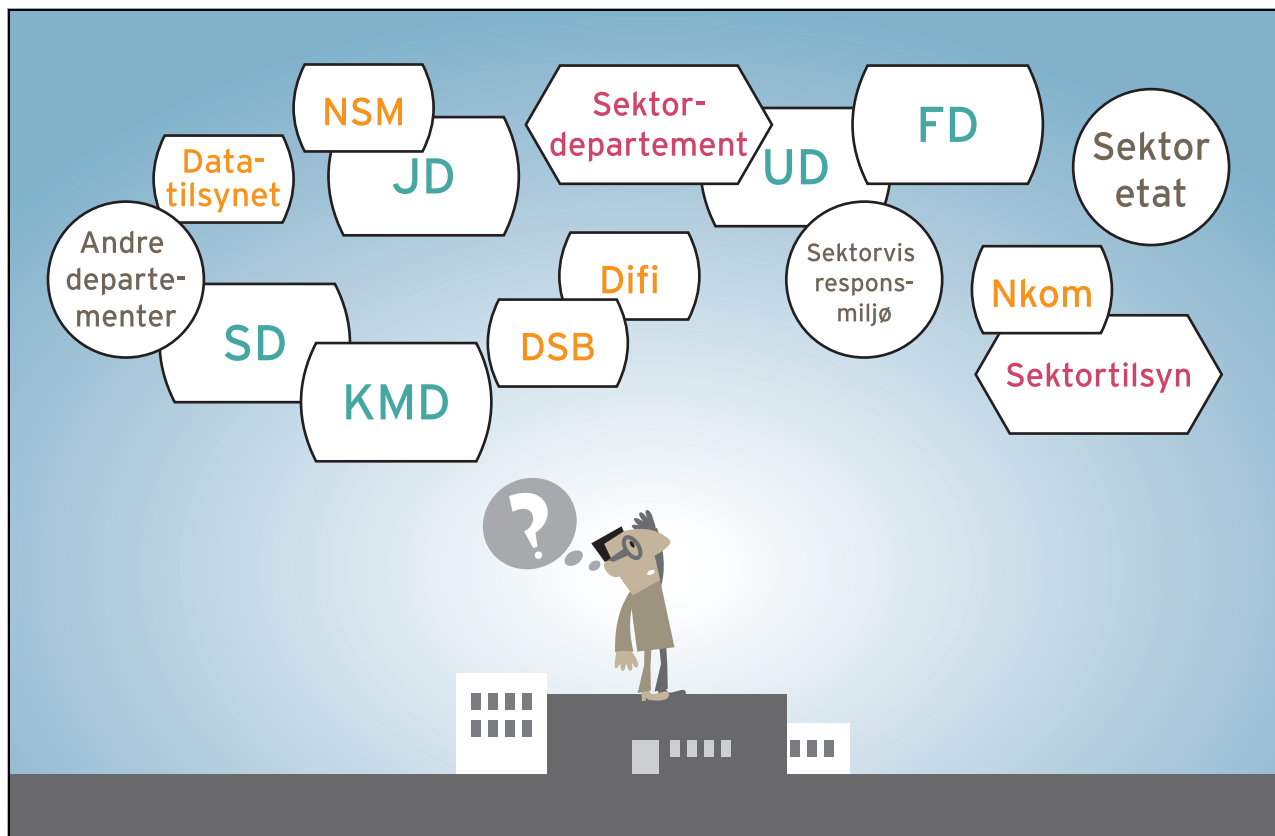 NSM
JD
Data-
tilsynet
Andre
departe-
menter
SD
KMD
Sektor-
departement
UD
FD
Sektor
etat
Difi
DSB
Sektorvis
respons-
miljø
Nkom
Sektortilsyn
?